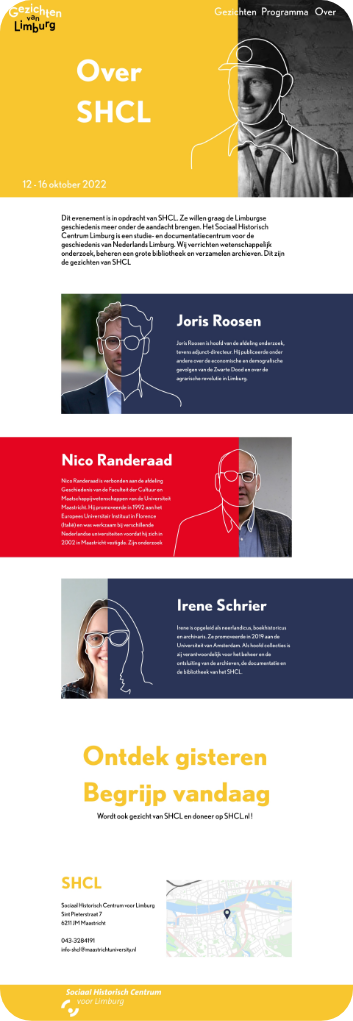 Gezichten
van
Limburg
Gezichten Programma Over
Over
SHCL
12 - 16 oktober 2022
Dit evenement is in opdracht van SHCL. Ze willen graag de Limburgse
geschiedenis meer onder de aandacht brengen. Het Sociaal Historisch
Centrum Limburg is een studie- en documentatiecentrum voor de
geschiedenis van Nederlands Limburg. Wij verrichten wetenschappelijk
onderzoek, beheren een grote bibliotheek en verzamelen archieven. Dit zijn
de gezichten van SHCL
Joris Roosen
Joris Roosen is hoofd van de afdeling onderzoek,
tevens adjunct-directeur. Hij publiceerde onder
andere over de economische en demografische
gevolgen van de Zwarte Dood en over de
agrarische revolutie in Limburg.
Nico Randeraad
Nico Randeraad is verbonden aan de afdeling
Geschiedenis van de Faculteit der Cultuur en
Maatschappijwetenschappen van de Universiteit
Maastricht. Hij promoveerde in 1992 aan het
Europees Universitair Instituut in Florence
(Italië) en was werkzaam bij verschillende
Nederlandse universiteiten voordat hij zich in
2002 in Maastricht vestigde. Zijn onderzoek
Irene Schrier
Irene is opgeleid als neerlandicus, boekhistoricus
en archivaris. Ze promoveerde in 2019 aan de
Universiteit van Amsterdam. Als hoofd collecties is
zij verantwoordelijk voor het beheer en de
ontsluiting van de archieven, de documentatie en
de bibliotheek van het SHCL.
Ontdek gisteren
Begrijp vandaag
Wordt ook gezicht van SHCL en doneer op SHCL.nl!
SHCL
Sociaal Historisch Centrum voor Limburg
Sint Pieterstraat 7
6211 JM Maastricht
043-3284191
info-shcl@maastrichtuniversity.nl
Sociaal Historisch Centrum
voor Limburg